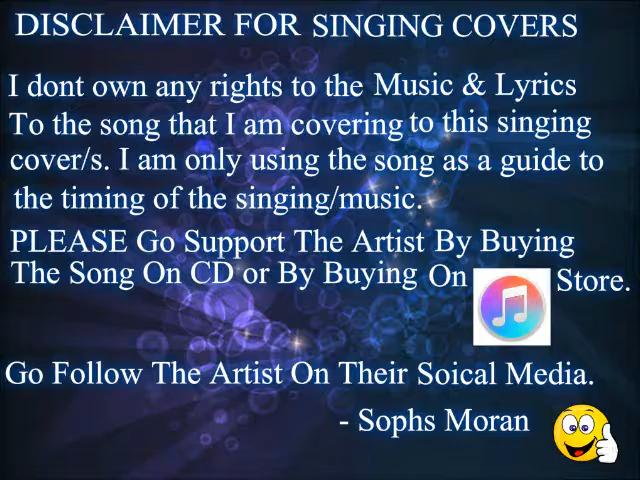 DISCLAIMER FOR SINGING COVERS
I dont own any rights to the Music & Lyrics
To the song that I am covering to this singing
cover/s. I am only using the song as a guide to
the timing of the singing/music.
PLEASE Go Support The Artist By Buying
The Song On CD or By Buying On Store.
Go Follow The Artist On Their Soical Media.
- Sophs Moran